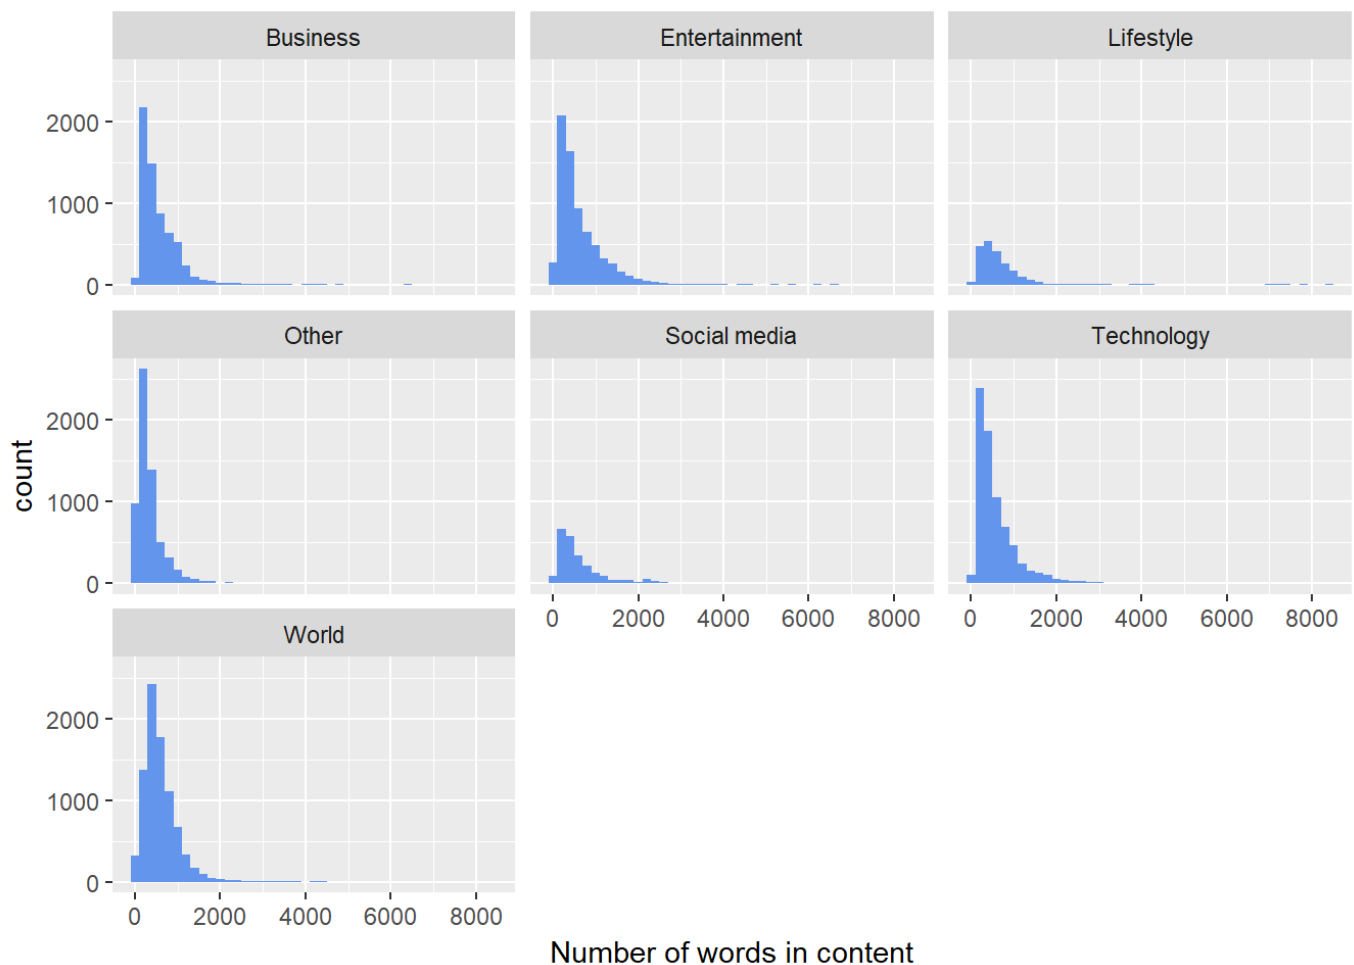 Business Entertainment Lifestyle
2000
1000
0
Other Social media Technology
2000
1000
0
0 2000 4000 6000 8000 0 2000 4000 6000 8000
World
2000
1000
0
0 2000 4000 6000 8000
count
Number of words in content